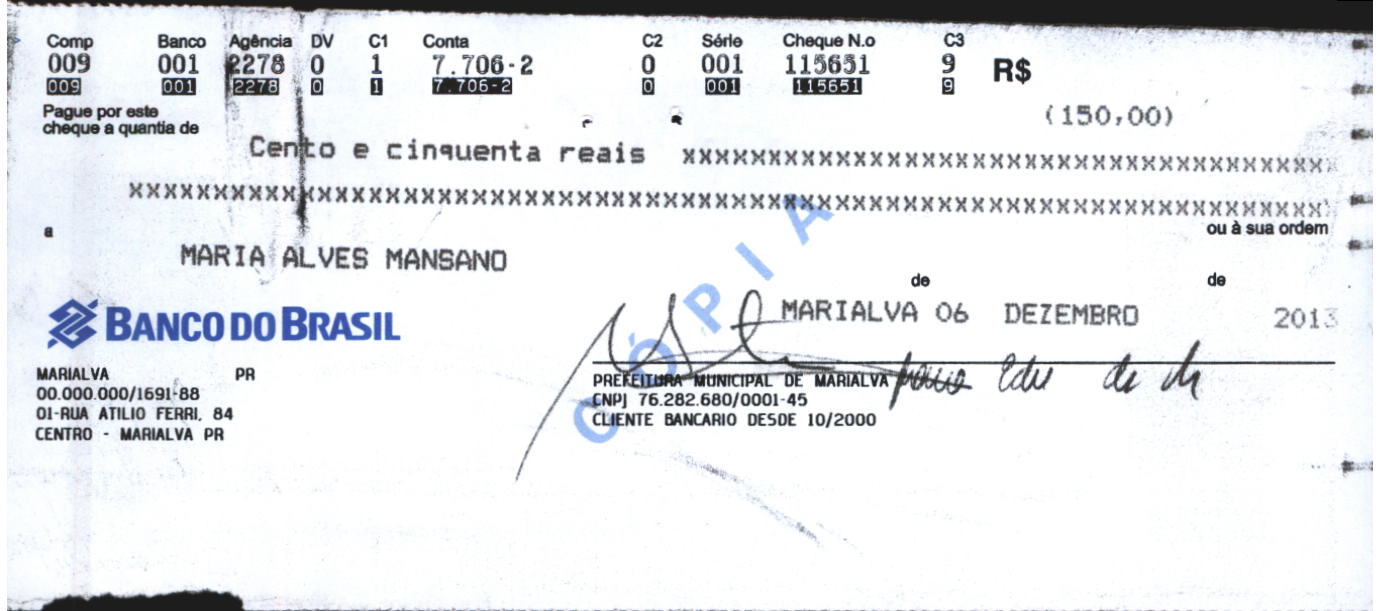 Comp Banco Agência DV C1 Conta C2 Série Cheque N.o C3
009 001 2278 0 1 7.706-2 0 001 115651 9 R$
009 001 2278 0 1 7.706-2 0 001 115651 9
Pague por este
cheque a quantia de
(150,00)
Cento e cinquenta reais xxxxxxxxxxxxxxxxxxxxxxxxxxxxxxxxxxxxxxxxxxxxxx
xxxxxxxxxxxxxxxxxxxxxxxxxxxxxxxxxxxxxxxxxxxxxxxxxxxxxxxxxxxxxxxxxxxxxxxxxxxxxxxxxxx
a
ou à sua ordem
MARIA ALVES MANSANO
de de
MARIALVA 06 DEZEMBRO 2013
CÓPIA
BANCO DO BRASIL
MARIALVA PR
00.000.000/1691-88
01-RUA ATILIO FERRI, 84
CENTRO - MARIALVA PR
PREFEITURA MUNICIPAL DE MARIALVA
CNPJ 76.282.680/0001-45
CLIENTE BANCARIO DESDE 10/2000